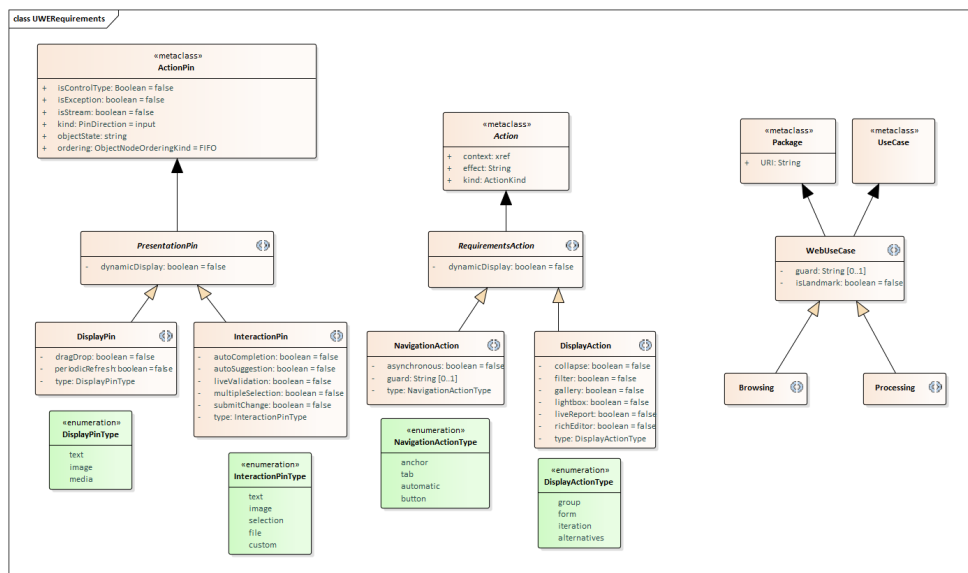 class UWERequirements
«metaclass»
ActionPin
+ isControlType: Boolean = false
+ isException: boolean = false
+ isStream: boolean = false
+ kind: PinDirection = input
+ objectState: string
+ ordering: ObjectNodeOrderingKind = FIFO
«metaclass»
Action
+ context: xref
+ effect: String
+ kind: ActionKind
«metaclass»
Package
+ URI: String
«metaclass»
UseCase
PresentationPin
- dynamicDisplay: boolean = false
RequirementsAction
- dynamicDisplay: boolean = false
WebUseCase
- guard: String [0..1]
- isLandmark: boolean = false
DisplayPin
- dragDrop: boolean = false
- periodicRefresh: boolean = false
- type: DisplayPinType
InteractionPin
- autoCompletion: boolean = false
- autoSuggestion: boolean = false
- liveValidation: boolean = false
- multipleSelection: boolean = false
- submitChange: boolean = false
- type: InteractionPinType
NavigationAction
- asynchronous: boolean = false
- guard: String [0..1]
- type: NavigationActionType
DisplayAction
- collapse: boolean = false
- filter: boolean = false
- gallery: boolean = false
- lightbox: boolean = false
- liveReport: boolean = false
- richEditor: boolean = false
- type: DisplayActionType
Browsing
Processing
«enumeration»
DisplayPinType
text
image
media
«enumeration»
InteractionPinType
text
image
selection
file
custom
«enumeration»
NavigationActionType
anchor
tab
automatic
button
«enumeration»
DisplayActionType
group
form
iteration
alternatives